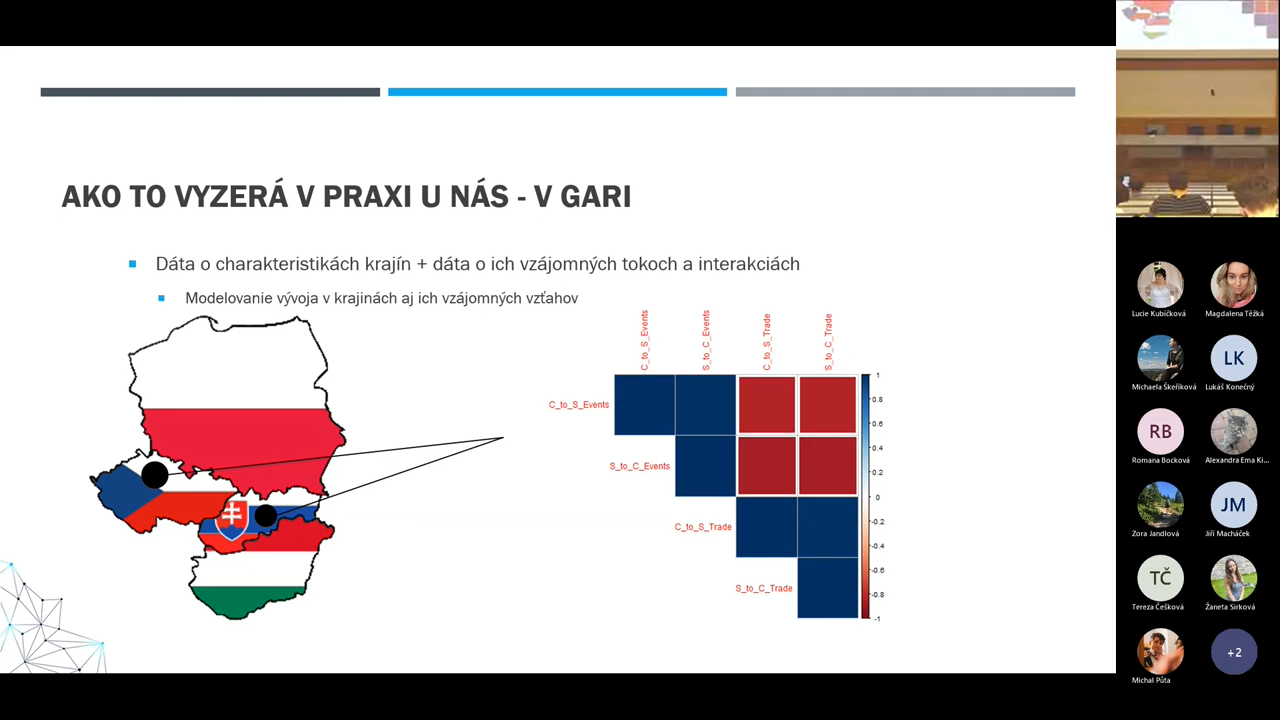 AKO TO VYZERÁ V PRAXI U NÁS - V GARI
Dáta o charakteristikách krajín + dáta o ich vzájomných tokoch a interakciách
Modelovanie vývoja v krajinách aj ich vzájomných vzťahov
C_to_S_Events
S_to_C_Events
C_to_S_Trade
S_to_C_Trade
C_to_S_Events
S_to_C_Events
C_to_S_Trade
S_to_C_Trade
1
0.8
0.6
0.4
0.2
0
-0.2
-0.4
-0.6
-0.8
-1
Lucie Kubíčková
Magdalena Těžká
Michaela Škeříková
LK
Lukáš Konečný
RB
Romana Bocková
Alexandra Ema Ki...
Zora Jandlová
JM
Jiří Macháček
TČ
Tereza Češková
Žaneta Sirková
Michal Půta
+2